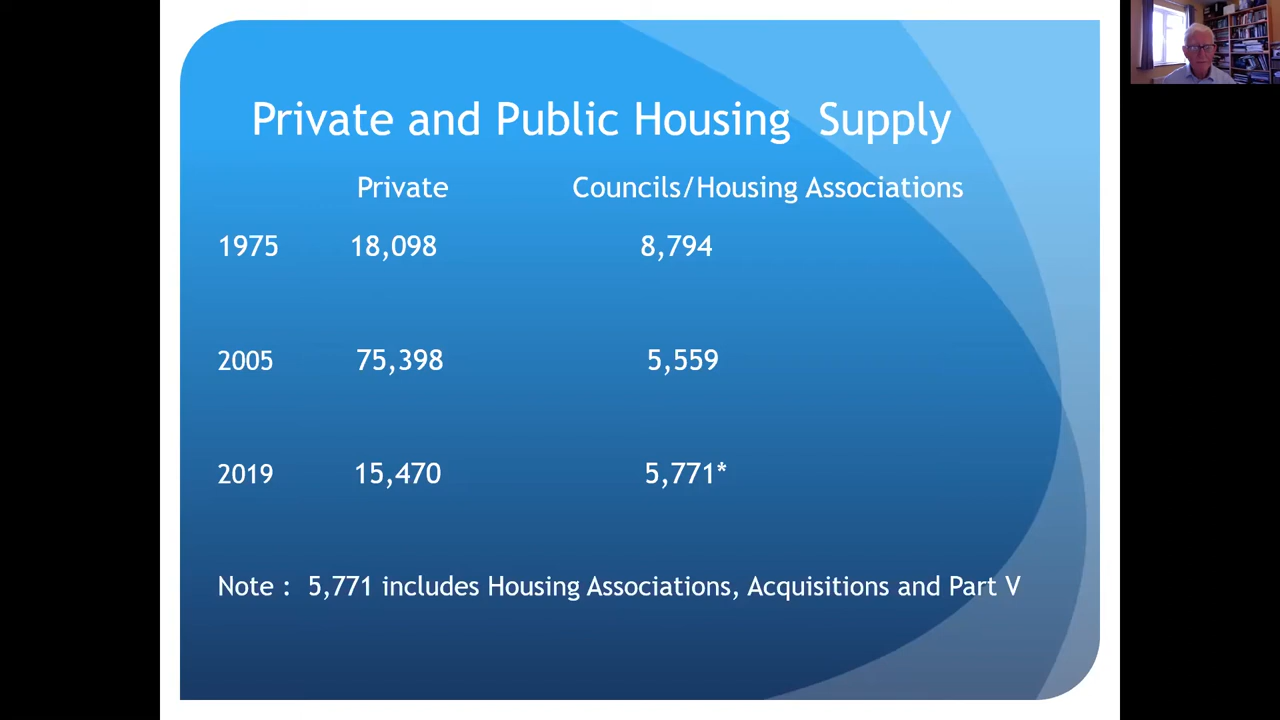 Private and Public Housing Supply
Private Councils/Housing Associations
1975 18,098 8,794
2005 75,398 5,559
2019 15,470 5,771*
Note : 5,771 includes Housing Associations, Acquisitions and Part V